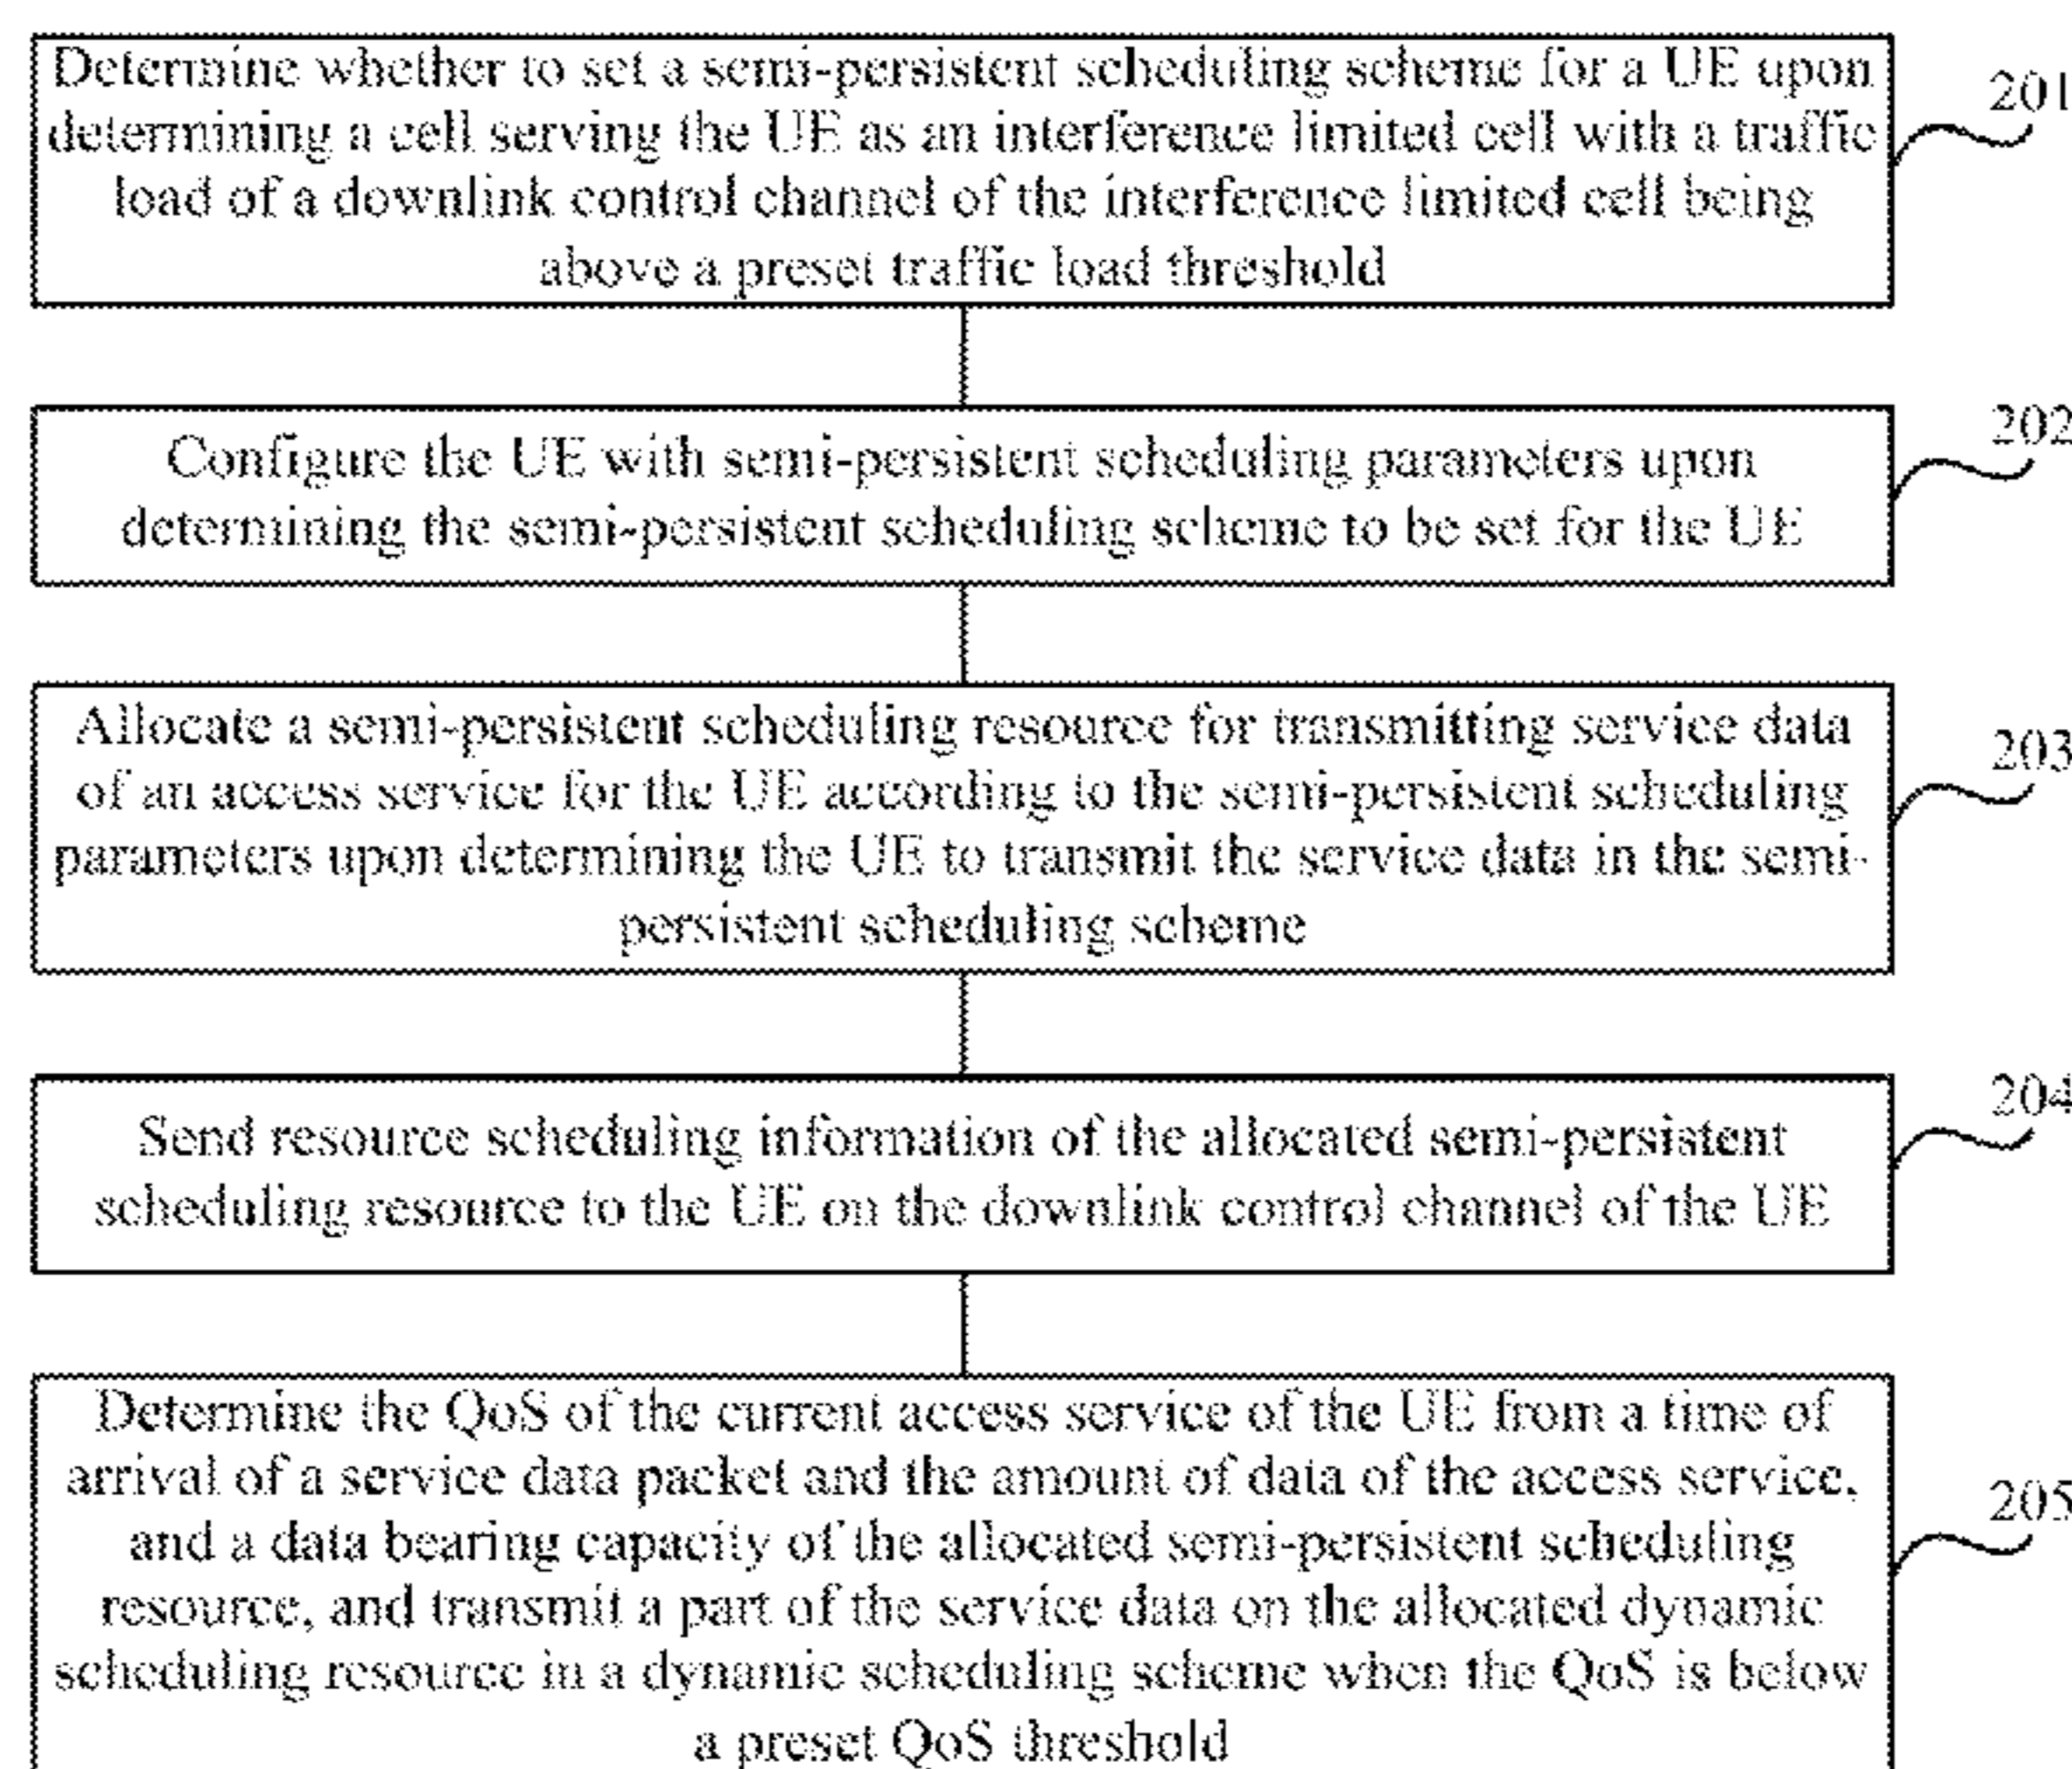 Determine whether to set a semi-persistent scheduling scheme for a UE upon
determining a cell serving the UE as an interference limited cell with a traffic
load of a downlink control channel of the interference limited cell being
above a preset traffic load threshold
201
Configure the UE with semi-persistent scheduling parameters upon
determining the semi-persistent scheduling scheme to be set for the UE
202
Allocate a semi-persistent scheduling resource for transmitting service data
of an access service for the UE according to the semi-persistent scheduling
parameters upon determining the UE to transmit the service data in the semi-
persistent scheduling scheme
203
Send resource scheduling information of the allocated semi-persistent
scheduling resource to the UE on the downlink control channel of the UE
204
Determine the QoS of the current access service of the UE from a time of
arrival of a service data packet and the amount of data of the access service,
and a data bearing capacity of the allocated semi-persistent scheduling
resource, and transmit a part of the service data on the allocated dynamic
scheduling resource in a dynamic scheduling scheme when the QoS is below
a preset QoS threshold
205